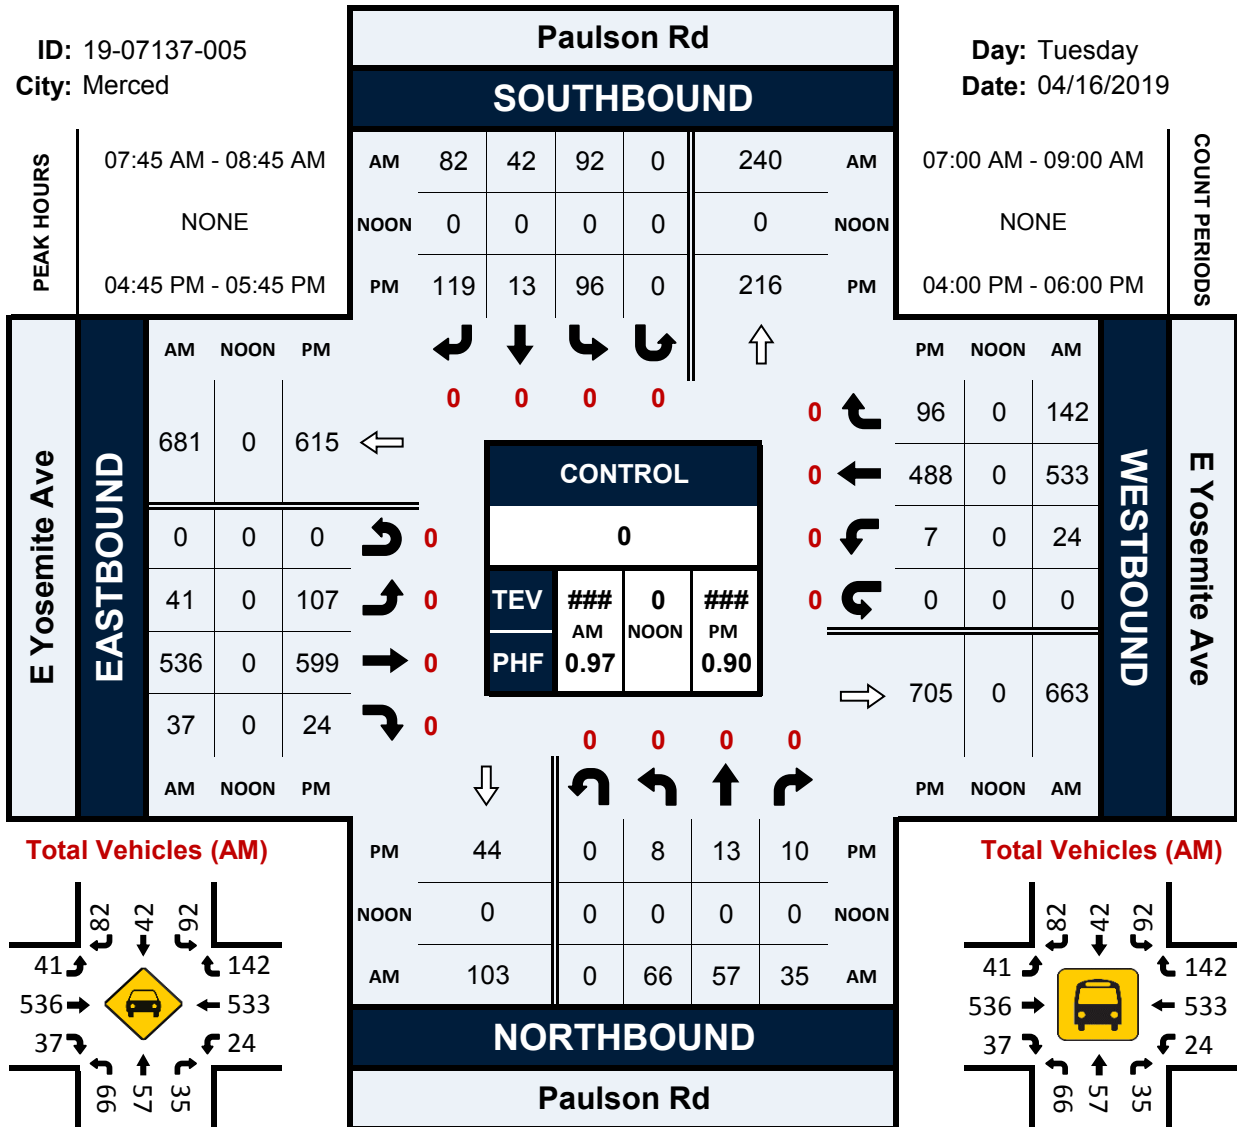 Paulson Rd
ID: 19-07137-005
Day: Tuesday
City: Merced
Date: 04/16/2019
SOUTHBOUND
PEAK HOURS
07:45 AM - 08:45 AM
NONE
04:45 PM - 05:45 PM
AM 82 42 92 0 240 AM
NOON 0 0 0 0 0 NOON
PM 119 13 96 0 216 PM
07:00 AM - 09:00 AM
NONE
04:00 PM - 06:00 PM
COUNT PERIODS
0 0 0 0
E Yosemite Ave
EASTBOUND
AM NOON PM
681 0 615
0 0 0 0
41 0 107 0
536 0 599 0
37 0 24 0
AM NOON PM
CONTROL
0
TEV ### 0 ###
AM NOON PM
PHF 0.97 0.90
PM NOON AM
0 96 0 142
0 488 0 533
0 7 0 24
0 0 0 0
705 0 663
PM NOON AM
WESTBOUND
E Yosemite Ave
0 0 0 0
PM 44 0 8 13 10 PM
NOON 0 0 0 0 0 NOON
AM 103 0 66 57 35 AM
NORTHBOUND
Paulson Rd
Total Vehicles (AM)
82 42 92
41 142
536 533
37 24
66 57 35
Total Vehicles (AM)
82 42 92
41 142
536 533
37 24
66 57 35